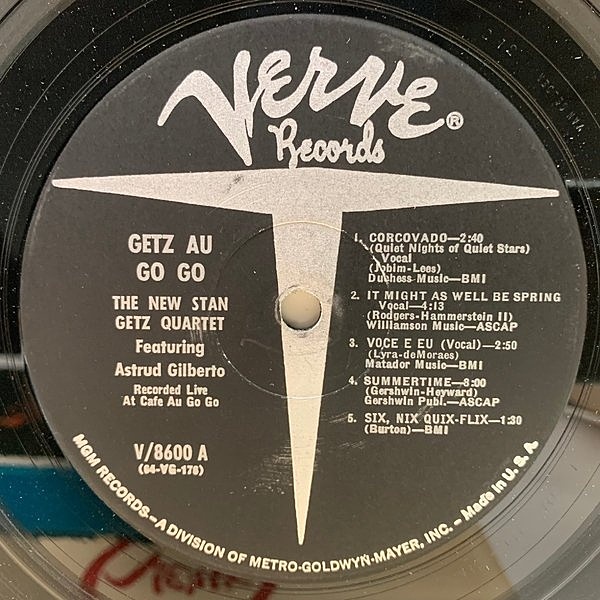 Verve®
Records
GETZ AU
GO GO
THE NEW STAN
GETZ QUARTET
Featuring
Astrud Gilberto
Recorded Live
At Cafe Au Go Go
V/8600 A
(64-VG-178)
1. CORCOVADO—2:40
(Quiet Nights of Quiet Stars)
Vocal
(Jobim-Lees)
Duchess Music—BMI
2. IT MIGHT AS WELL BE SPRING
Vocal—4:13
(Rodgers-Hammerstein II)
Williamson Music—ASCAP
3. VOCE E EU (Vocal)—2:50
(Lyra-deMoraes)
Matador Music—BMI
4. SUMMERTIME—8:00
(Gershwin-Heyward)
Gershwin Publ.—ASCAP
5. SIX, NIX QUIX-FLIX—1:30
(Burton)—BMI
MGM RECORDS—A DIVISION OF METRO-GOLDWYN-MAYER, INC. – Made in U. S. A.